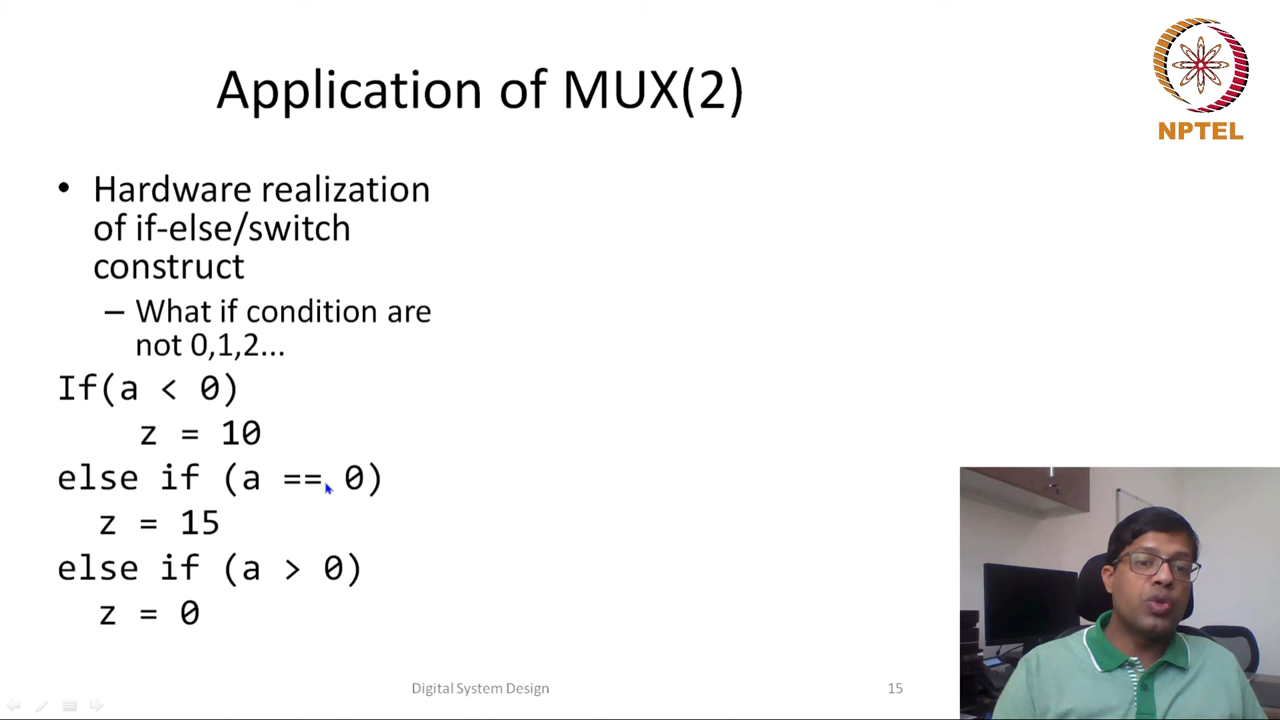 Application of MUX(2)
NPTEL
• Hardware realization
of if-else/switch
construct
– What if condition are
not 0,1,2...
If(a < 0)
z = 10
else if (a == 0)
z = 15
else if (a > 0)
z = 0
Digital System Design
15